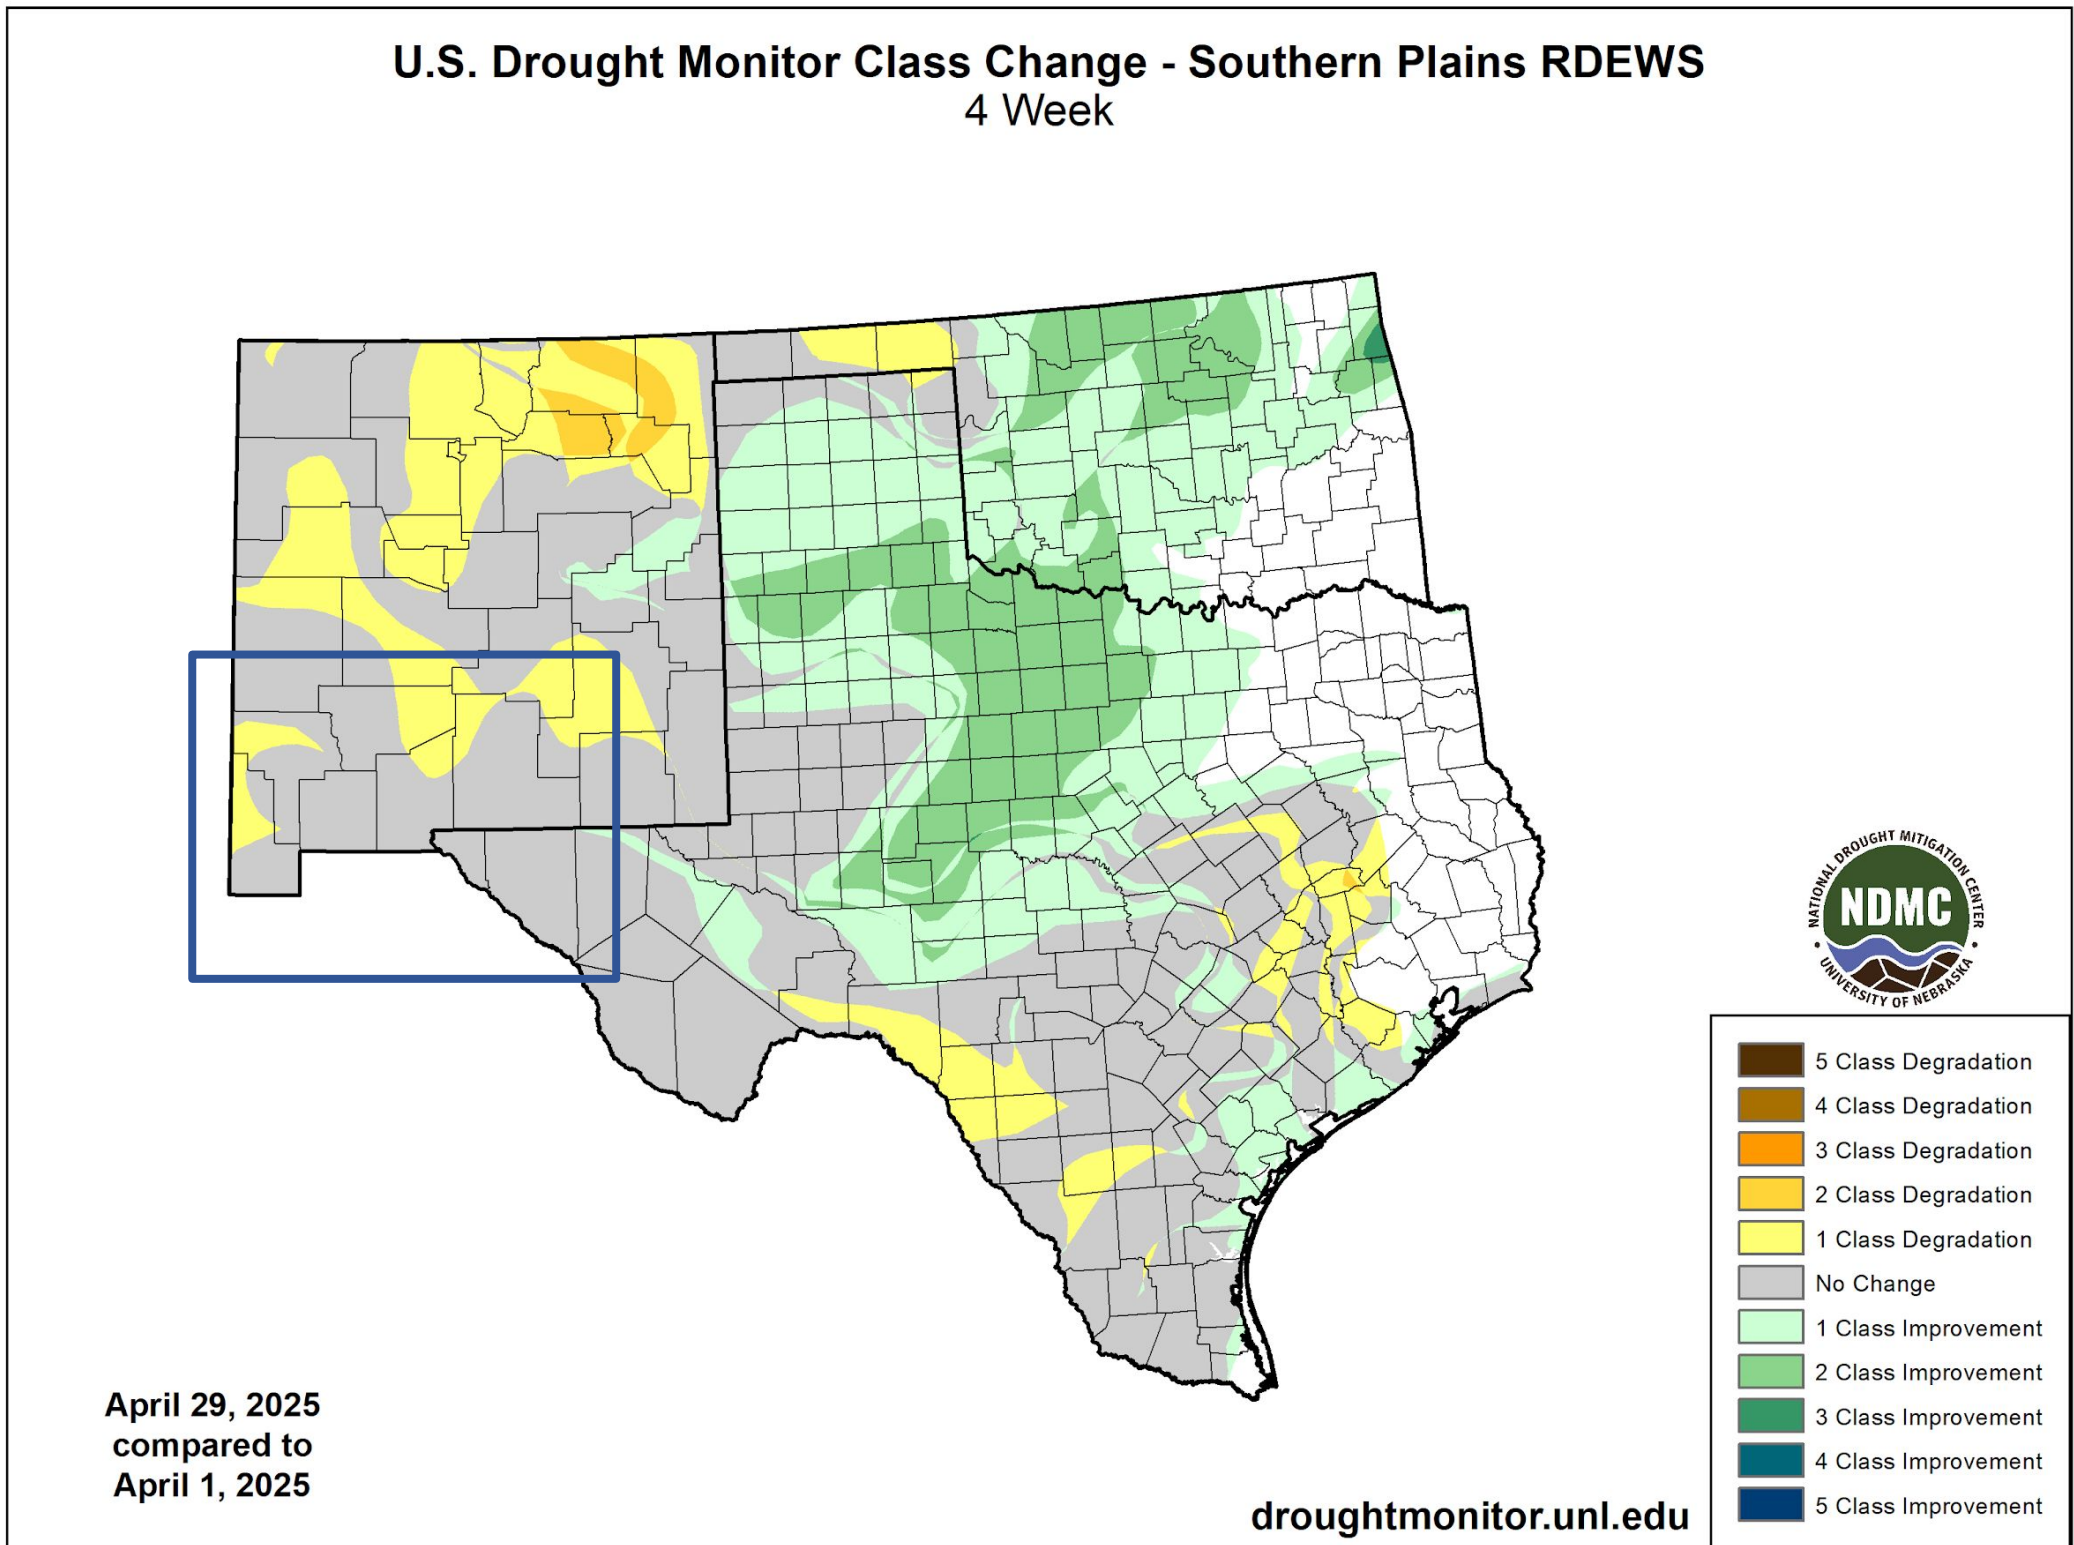 U.S. Drought Monitor Class Change - Southern Plains RDEWS
4 Week
NATIONAL DROUGHT MITIGATION CENTER
NDMC
UNIVERSITY OF NEBRASKA
5 Class Degradation
4 Class Degradation
3 Class Degradation
2 Class Degradation
1 Class Degradation
No Change
1 Class Improvement
2 Class Improvement
3 Class Improvement
4 Class Improvement
5 Class Improvement
April 29, 2025
compared to
April 1, 2025
droughtmonitor.unl.edu